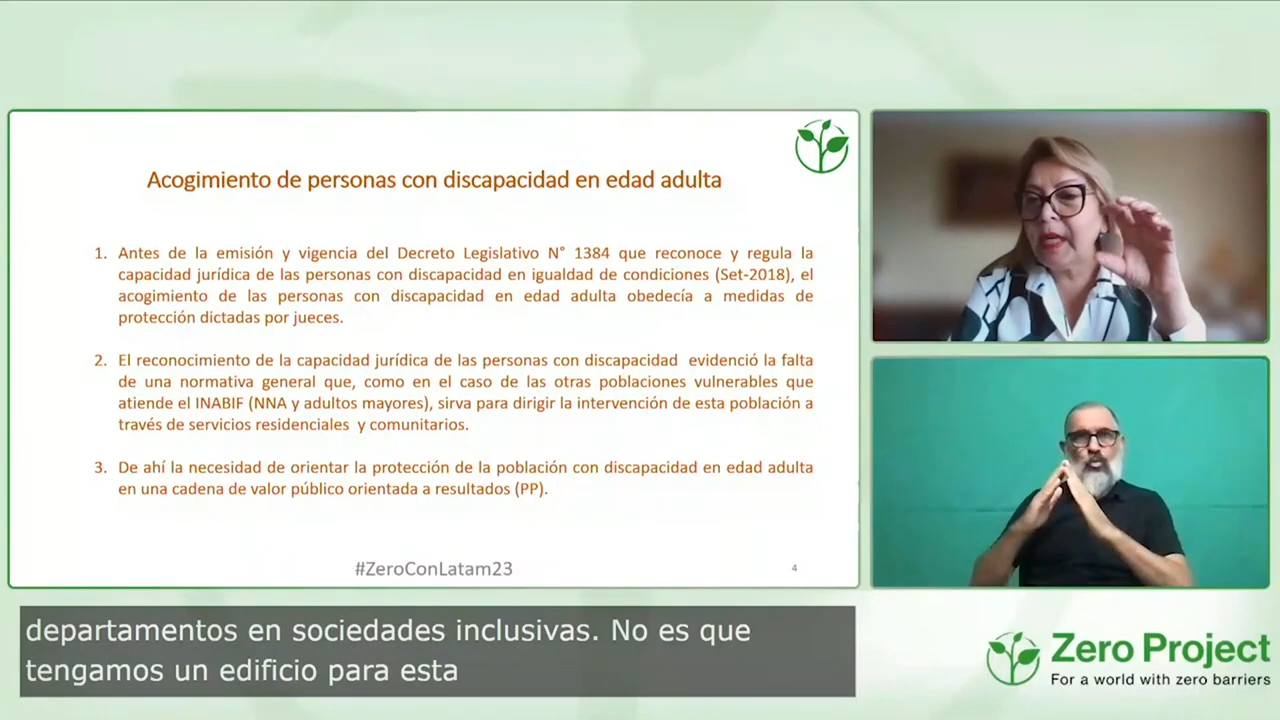 Acogimiento de personas con discapacidad en edad adulta
1. Antes de la emisión y vigencia del Decreto Legislativo N° 1384 que reconoce y regula la
capacidad jurídica de las personas con discapacidad en igualdad de condiciones (Set-2018), el
acogimiento de las personas con discapacidad en edad adulta obedecía a medidas de
protección dictadas por jueces.
2. El reconocimiento de la capacidad jurídica de las personas con discapacidad evidenció la falta
de una normativa general que, como en el caso de las otras poblaciones vulnerables que
atiende el INABIF (NNA y adultos mayores), sirva para dirigir la intervención de esta población a
través de servicios residenciales y comunitarios.
3. De ahí la necesidad de orientar la protección de la población con discapacidad en edad adulta
en una cadena de valor público orientada a resultados (PP).
#ZeroConLatam23
4
departamentos en sociedades inclusivas. No es que
tengamos un edificio para esta
Zero Project
For a world with zero barriers